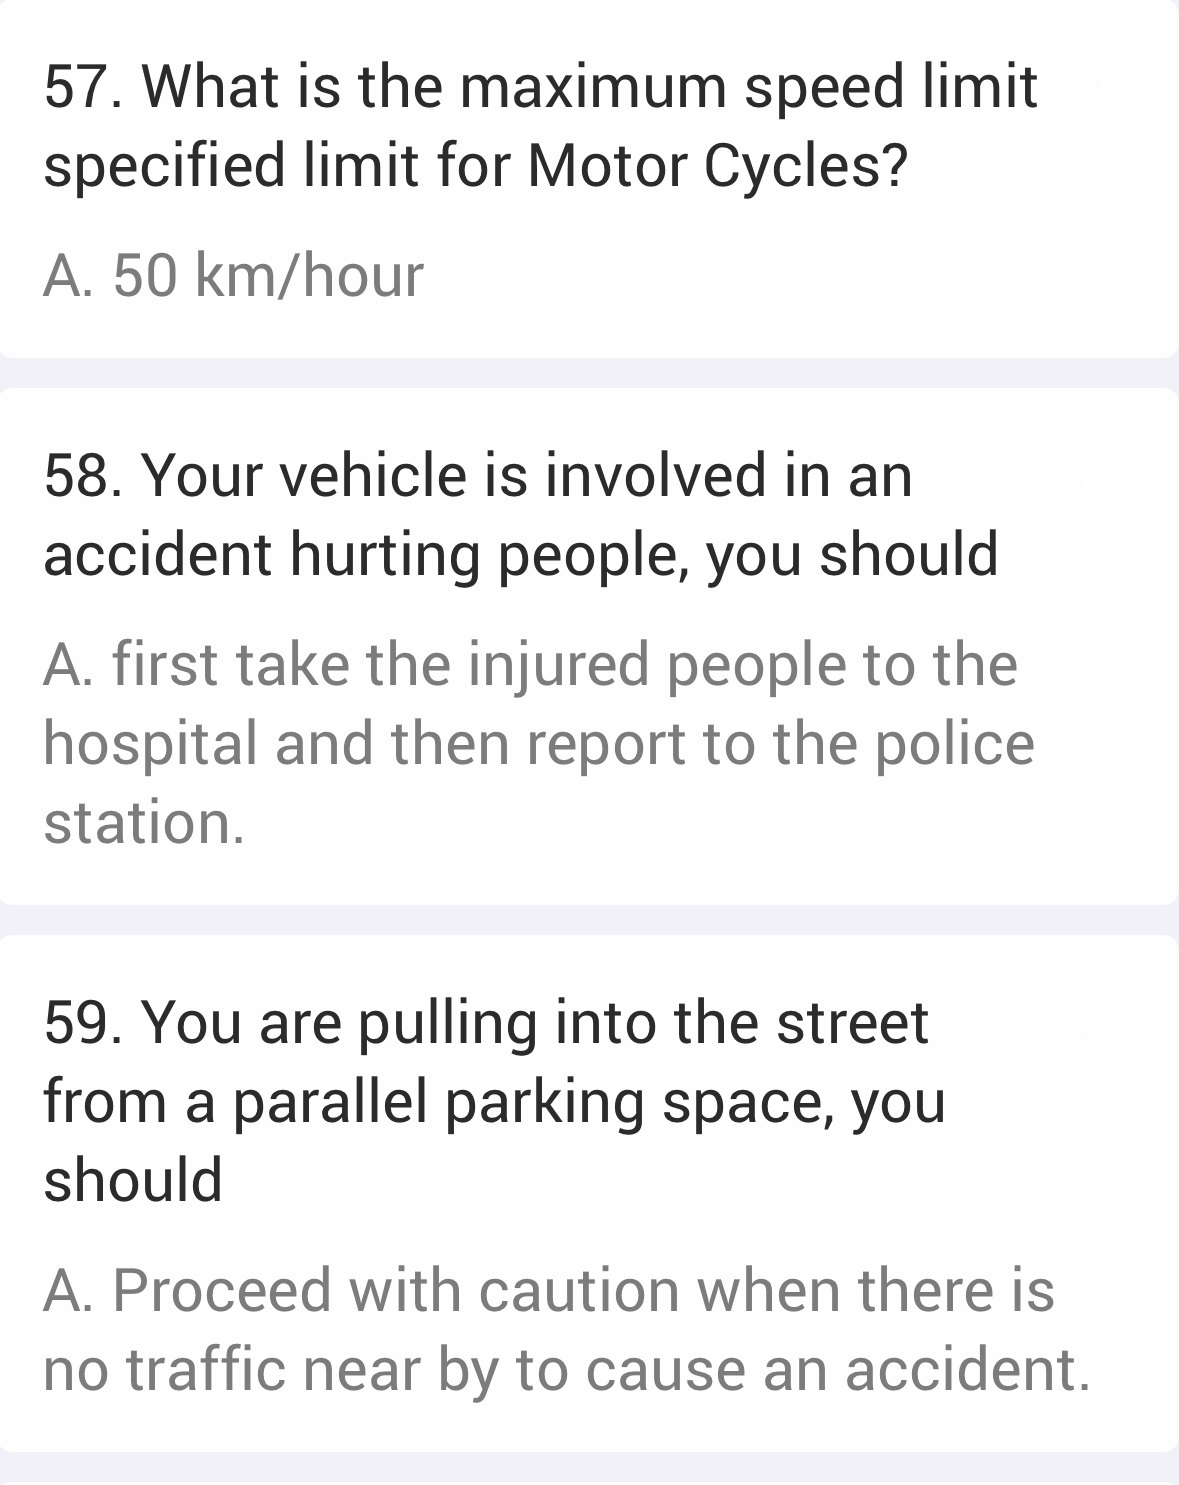 57. What is the maximum speed limit
specified limit for Motor Cycles?
A. 50 km/hour
58. Your vehicle is involved in an
accident hurting people, you should
A. first take the injured people to the
hospital and then report to the police
station.
59. You are pulling into the street
from a parallel parking space, you
should
A. Proceed with caution when there is
no traffic near by to cause an accident.